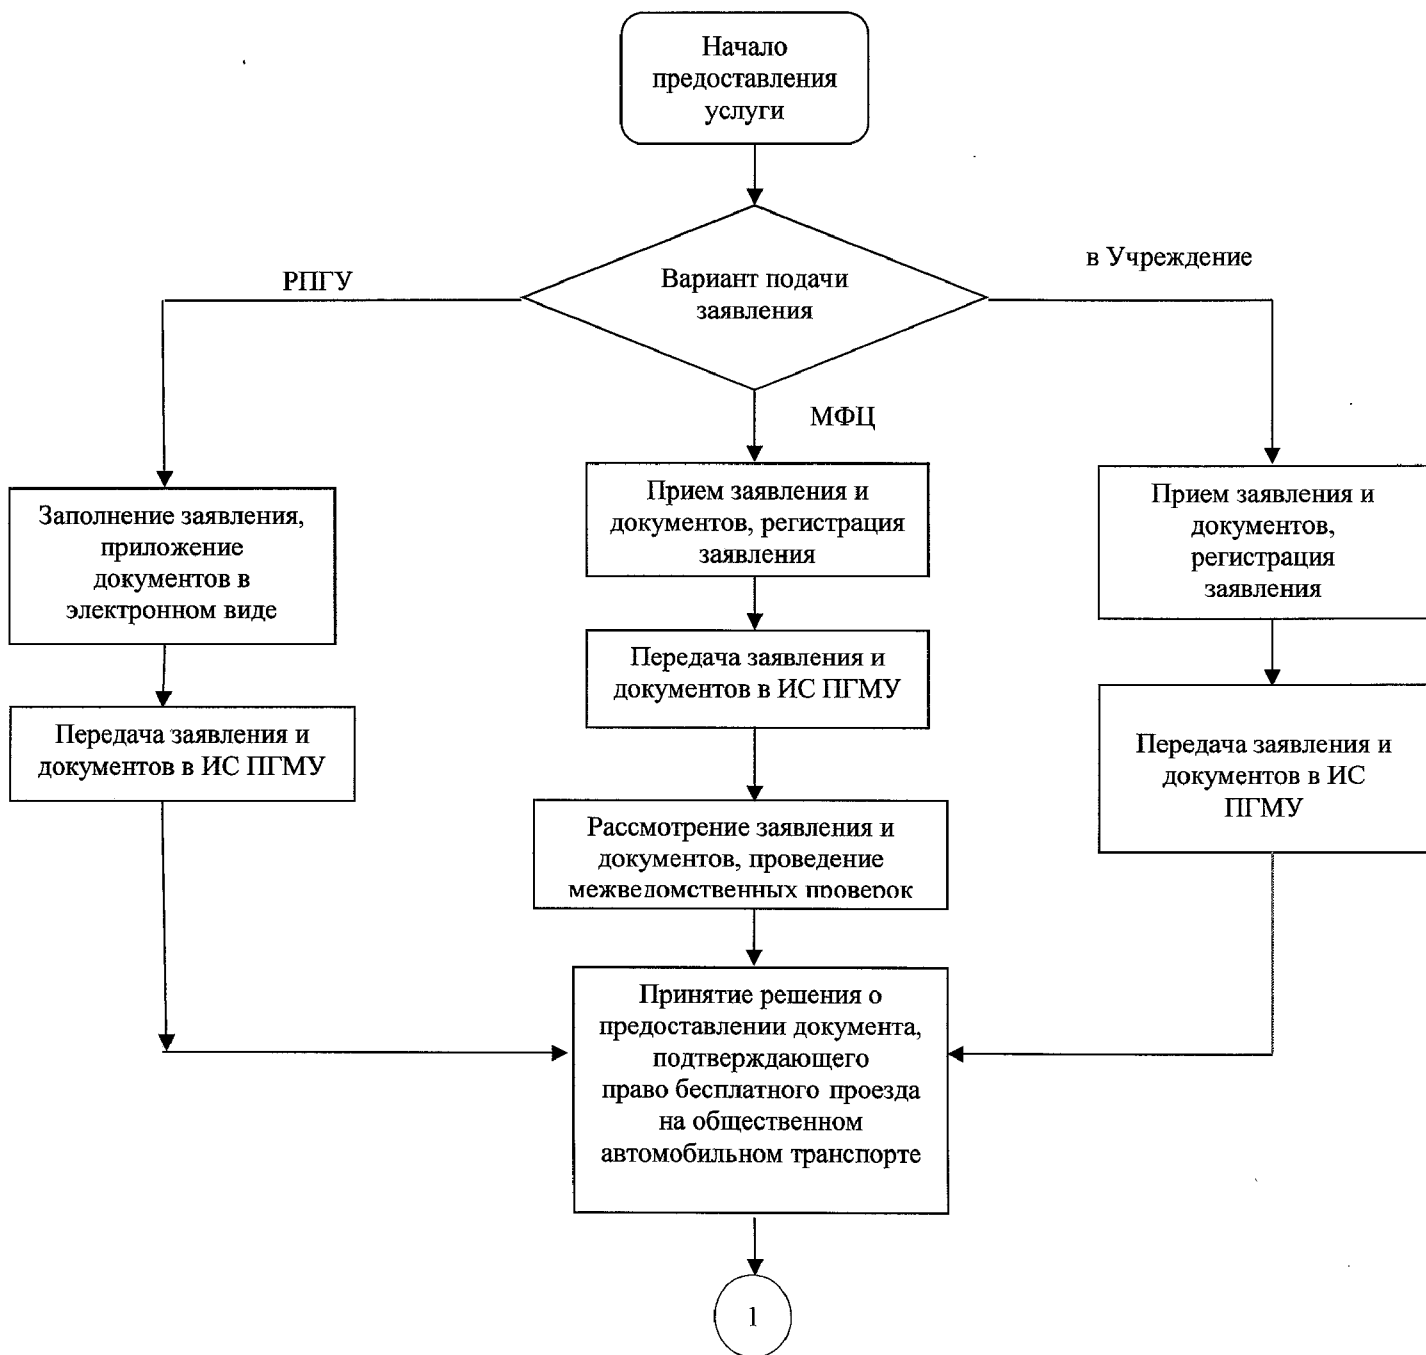 Начало
предоставления
услуги
Вариант подачи
заявления
РПГУ
в Учреждение
МФЦ
Заполнение заявления,
приложение
документов в
электронном виде
Передача заявления и
документов в ИС ПГМУ
Прием заявления и
документов, регистрация
заявления
Передача заявления и
документов в ИС ПГМУ
Рассмотрение заявления и
документов, проведение
межведомственных проверок
Прием заявления и
документов,
регистрация
заявления
Передача заявления и
документов в ИС
ПГМУ
Принятие решения о
предоставлении документа,
подтверждающего
право бесплатного проезда
на общественном
автомобильном транспорте
1